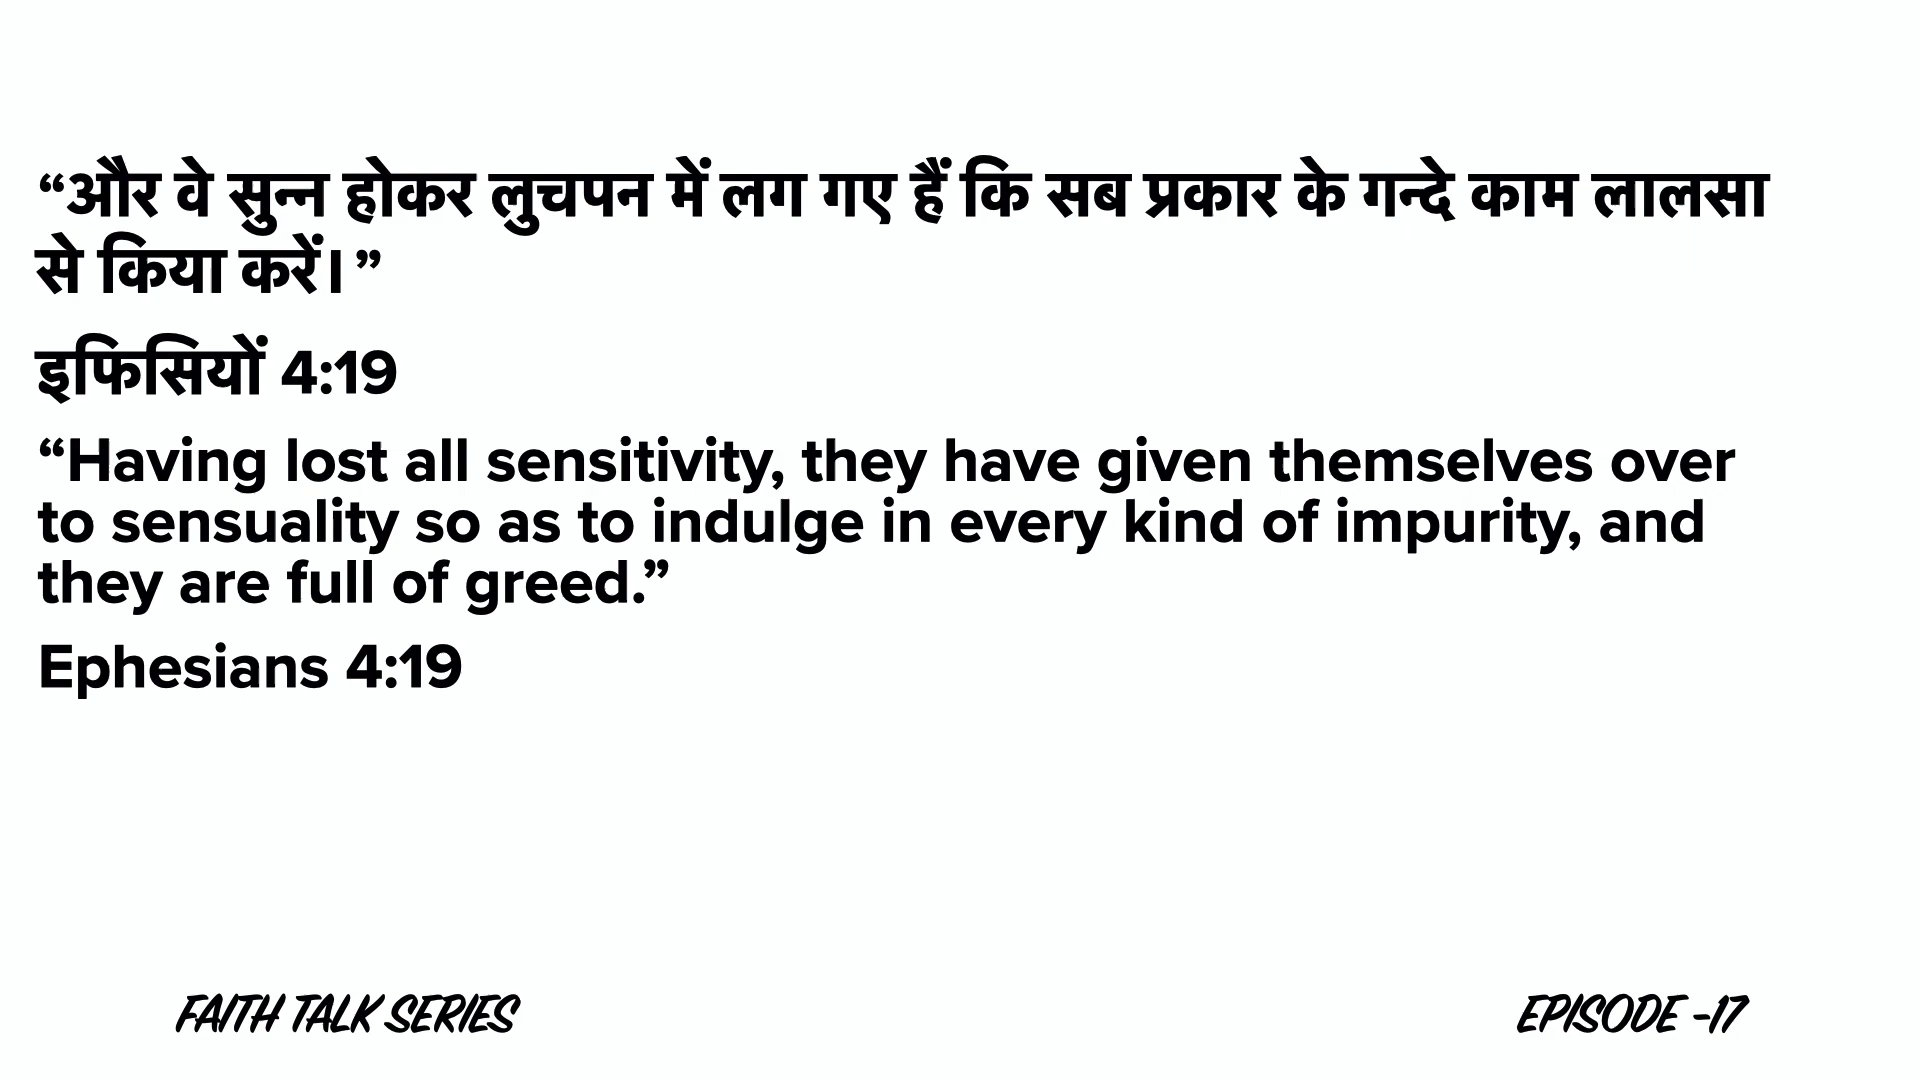 “और वे सुन्न होकर लुचपन में लग गए हैं कि सब प्रकार के गन्दे काम लालसा
से किया करें। ”
इफिसियों 4:19
“Having lost all sensitivity, they have given themselves over
to sensuality so as to indulge in every kind of impurity, and
they are full of greed.”
Ephesians 4:19
FAITH TALK SERIES
EPISODE -17